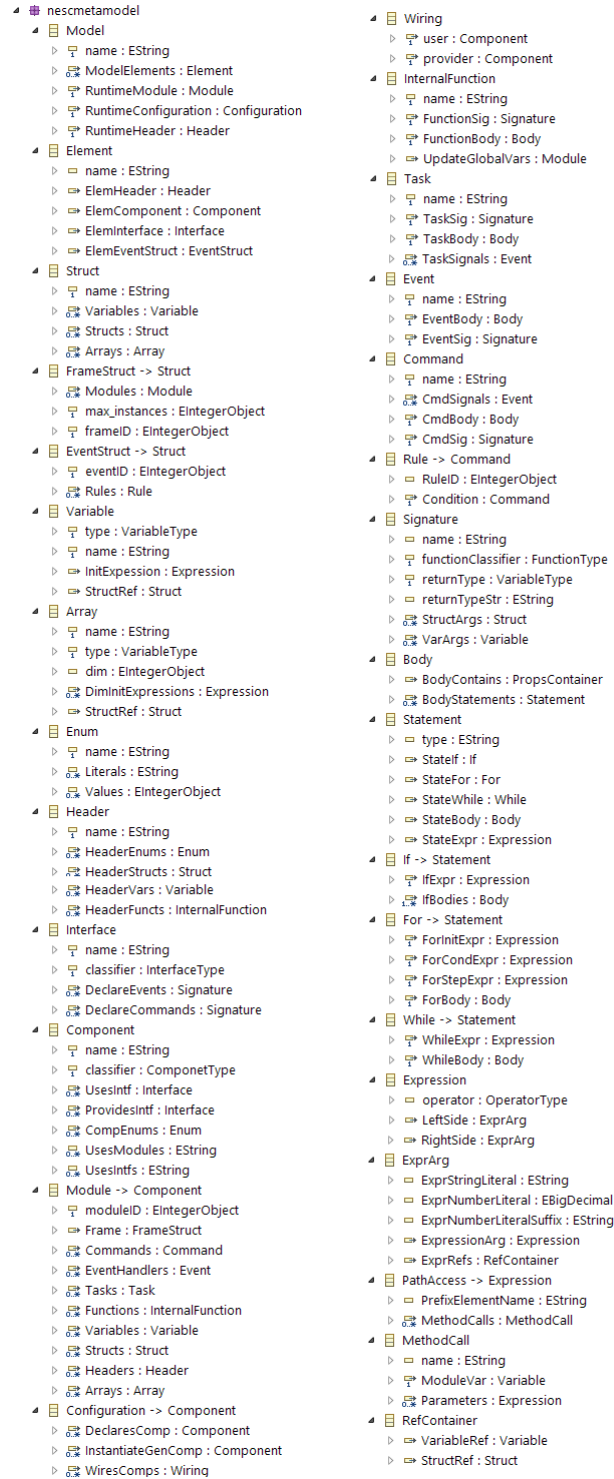 nescmetamodel
Model
name : EString
ModelElements : Element
RuntimeModule : Module
RuntimeConfiguration : Configuration
RuntimeHeader : Header
Element
name : EString
ElemHeader : Header
ElemComponent : Component
ElemInterface : Interface
ElemEventStruct : EventStruct
Struct
name : EString
Variables : Variable
Structs : Struct
Arrays : Array
FrameStruct -> Struct
Modules : Module
max_instances : EIntegerObject
frameID : EIntegerObject
EventStruct -> Struct
eventID : EIntegerObject
Rules : Rule
Variable
type : VariableType
name : EString
InitExpession : Expression
StructRef : Struct
Array
name : EString
type : VariableType
dim : EIntegerObject
DimInitExpressions : Expression
StructRef : Struct
Enum
name : EString
Literals : EString
Values : EIntegerObject
Header
name : EString
HeaderEnums : Enum
HeaderStructs : Struct
HeaderVars : Variable
HeaderFuncts : InternalFunction
Interface
name : EString
classifier : InterfaceType
DeclareEvents : Signature
DeclareCommands : Signature
Component
name : EString
classifier : ComponetType
UsesIntf : Interface
ProvidesIntf : Interface
CompEnums : Enum
UsesModules : EString
UsesIntfs : EString
Module -> Component
moduleID : EIntegerObject
Frame : FrameStruct
Commands : Command
EventHandlers : Event
Tasks : Task
Functions : InternalFunction
Variables : Variable
Structs : Struct
Headers : Header
Arrays : Array
Configuration -> Component
DeclaresComp : Component
InstantiateGenComp : Component
WiresComps : Wiring
Wiring
user : Component
provider : Component
InternalFunction
name : EString
FunctionSig : Signature
FunctionBody : Body
UpdateGlobalVars : Module
Task
name : EString
TaskSig : Signature
TaskBody : Body
TaskSignals : Event
Event
name : EString
EventBody : Body
EventSig : Signature
Command
name : EString
CmdSignals : Event
CmdBody : Body
CmdSig : Signature
Rule -> Command
RuleID : EIntegerObject
Condition : Command
Signature
name : EString
functionClassifier : FunctionType
returnType : VariableType
returnTypeStr : EString
StructArgs : Struct
VarArgs : Variable
Body
BodyContains : PropsContainer
BodyStatements : Statement
Statement
type : EString
StateIf : If
StateFor : For
StateWhile : While
StateBody : Body
StateExpr : Expression
If -> Statement
IfExpr : Expression
IfBodies : Body
For -> Statement
ForInitExpr : Expression
ForCondExpr : Expression
ForStepExpr : Expression
ForBody : Body
While -> Statement
WhileExpr : Expression
WhileBody : Body
Expression
operator : OperatorType
LeftSide : ExprArg
RightSide : ExprArg
ExprArg
ExprStringLiteral : EString
ExprNumberLiteral : EBigDecimal
ExprNumberLiteralSuffix : EString
ExpressionArg : Expression
ExprRefs : RefContainer
PathAccess -> Expression
PrefixElementName : EString
MethodCalls : MethodCall
MethodCall
name : EString
ModuleVar : Variable
Parameters : Expression
RefContainer
VariableRef : Variable
StructRef : Struct